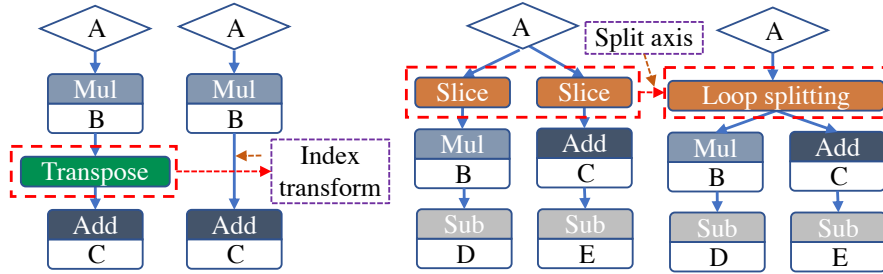 A
A
Mul
B
Mul
B
Transpose
Index
transform
Add
C
Add
C
A
Split axis
A
Slice
Slice
Loop splitting
Mul
B
Add
C
Mul
B
Add
C
Sub
D
Sub
E
Sub
D
Sub
E